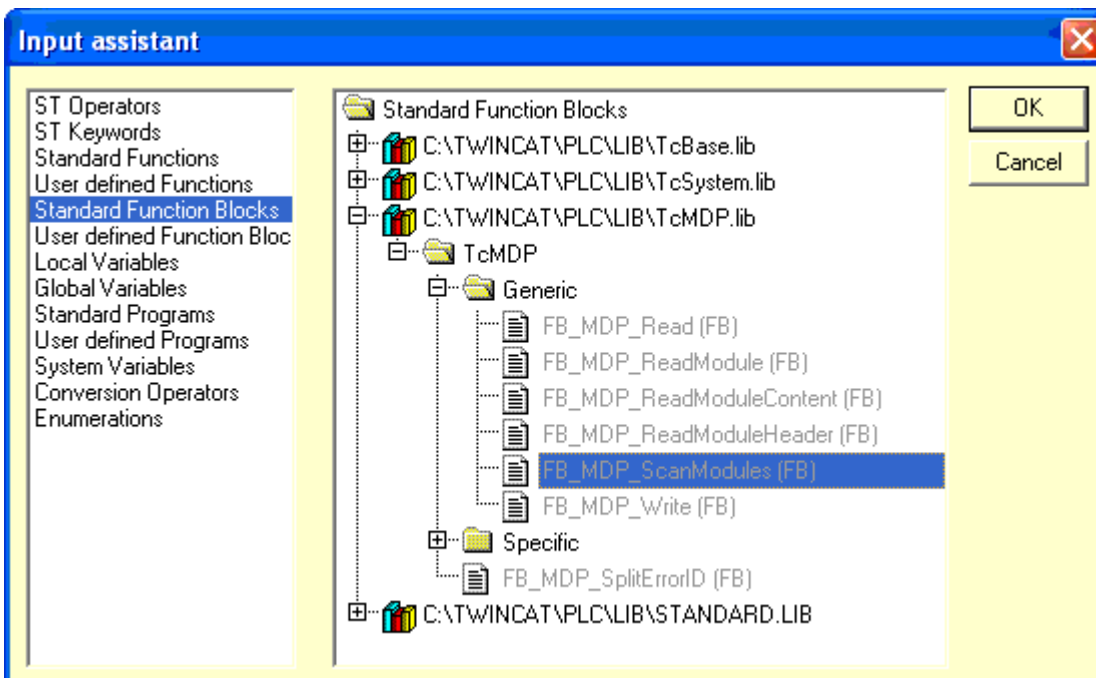 Input assistant
ST Operators
ST Keywords
Standard Functions
User defined Functions
Standard Function Blocks
User defined Function Bloc
Local Variables
Global Variables
Standard Programs
User defined Programs
System Variables
Conversion Operators
Enumerations
Standard Function Blocks
C:\TWINCAT\PLC\LIB\TcBase.lib
C:\TWINCAT\PLC\LIB\TcSystem.lib
C:\TWINCAT\PLC\LIB\TcMDP.lib
TcMDP
Generic
FB_MDP_Read (FB)
FB_MDP_ReadModule (FB)
FB_MDP_ReadModuleContent (FB)
FB_MDP_ReadModuleHeader (FB)
FB_MDP_ScanModules (FB)
FB_MDP_Write (FB)
Specific
FB_MDP_SplitErrorID (FB)
C:\TWINCAT\PLC\LIB\STANDARD.LIB
OK
Cancel